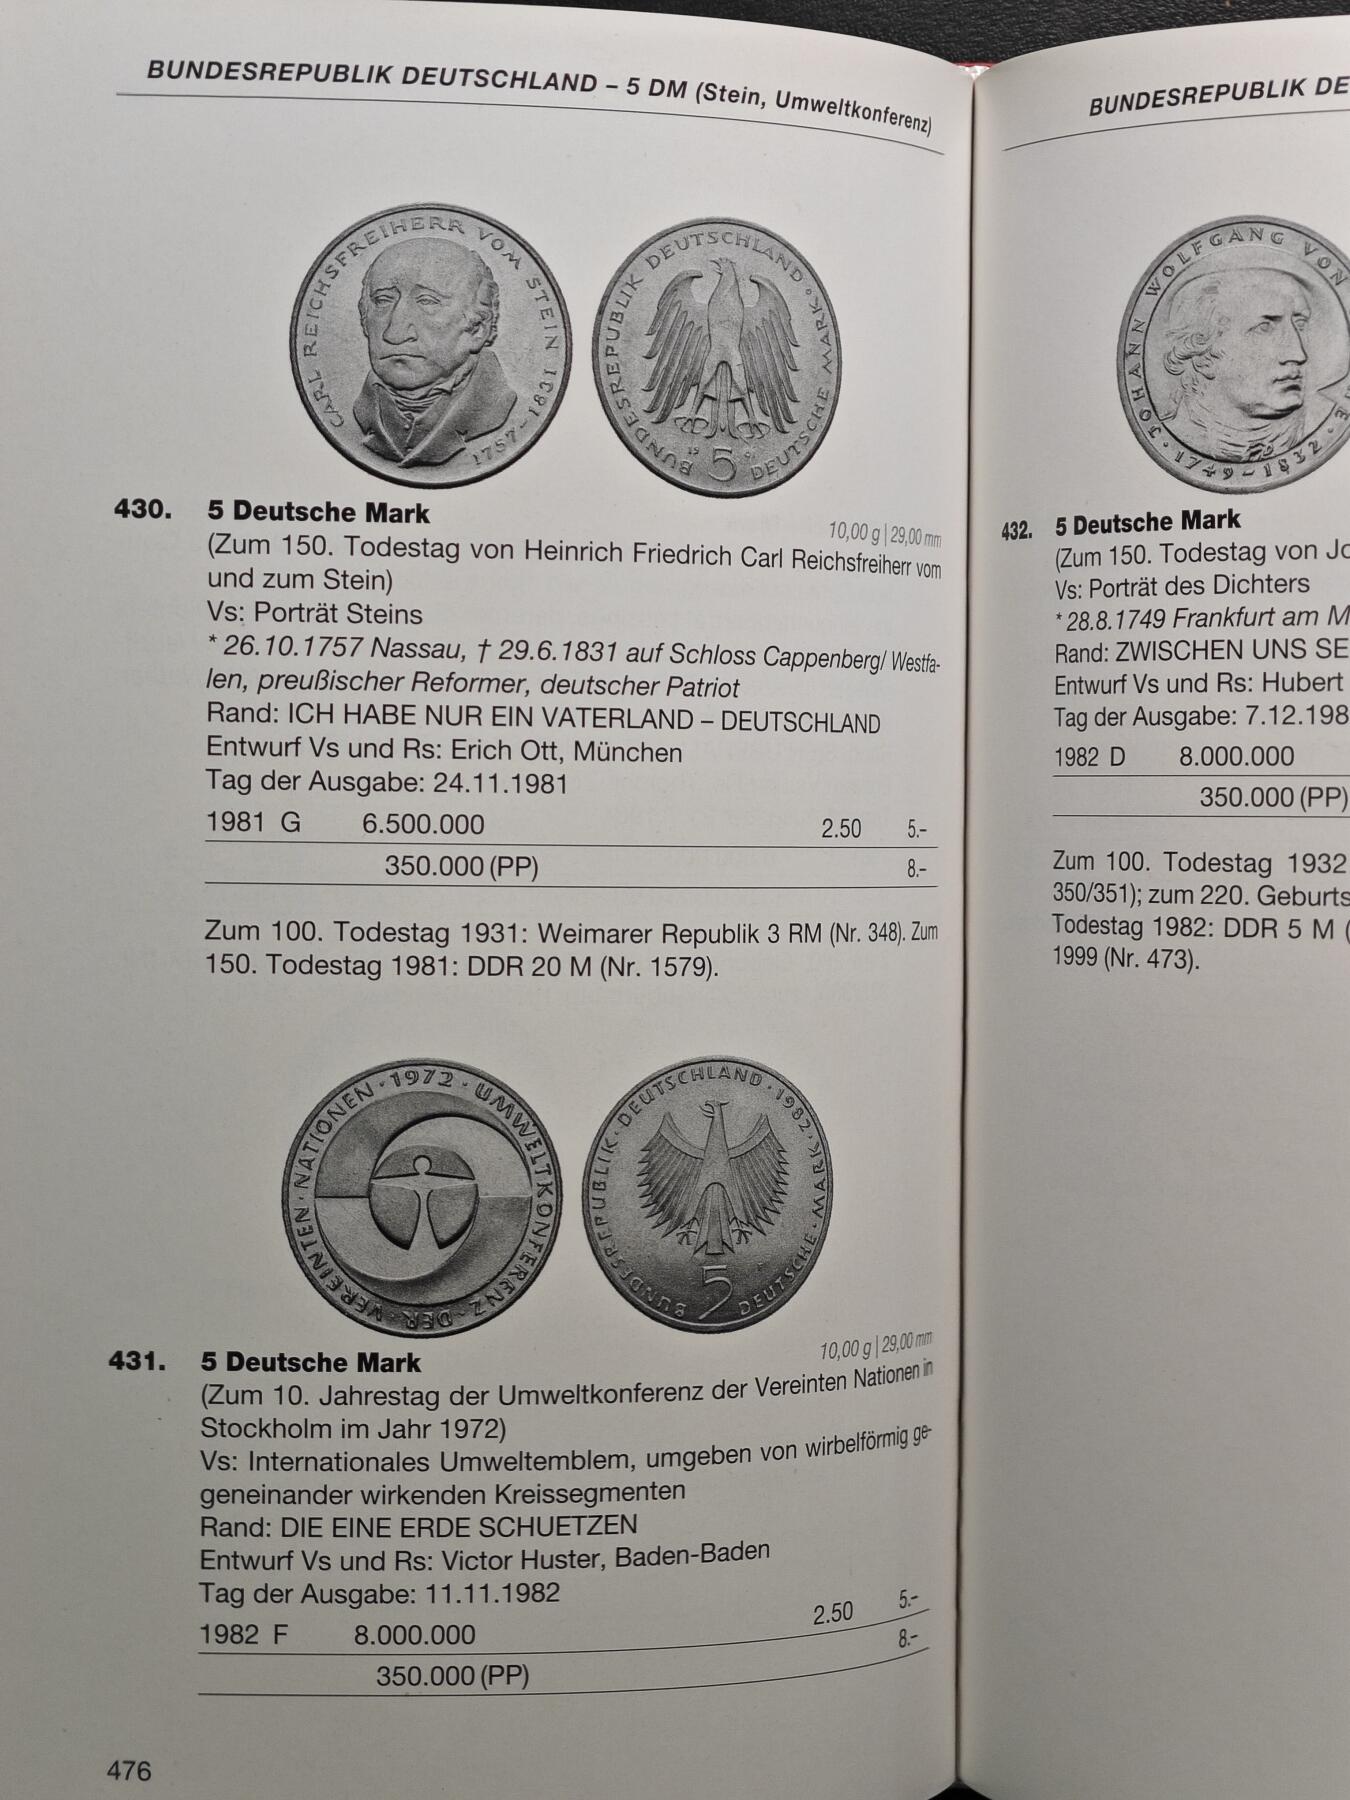 BUNDESREPUBLIK DEUTSCHLAND – 5 DM (Stein, Umweltkonferenz)
CARL REICHSFREIHERR VOM STEIN 1757–1831
BUNDESREPUBLIK DEUTSCHLAND
5 DEUTSCHE MARK
430. 5 Deutsche Mark
10,00 g | 29,00 mm
(Zum 150. Todestag von Heinrich Friedrich Carl Reichsfreiherr vom
und zum Stein)
Vs: Porträt Steins
* 26.10.1757 Nassau, † 29.6.1831 auf Schloss Cappenberg/ Westfa-
len, preußischer Reformer, deutscher Patriot
Rand: ICH HABE NUR EIN VATERLAND – DEUTSCHLAND
Entwurf Vs und Rs: Erich Ott, München
Tag der Ausgabe: 24.11.1981
1981 G 6.500.000 2.50 5.-
350.000 (PP) 8.-
Zum 100. Todestag 1931: Weimarer Republik 3 RM (Nr. 348). Zum
150. Todestag 1981: DDR 20 M (Nr. 1579).
1972 · UMWELTKONFERENZ · DER · VEREINTEN · NATIONEN ·
BUNDESREPUBLIK · DEUTSCHLAND · 1982 ·
5 DEUTSCHE · MARK
431. 5 Deutsche Mark
10,00 g | 29,00 mm
(Zum 10. Jahrestag der Umweltkonferenz der Vereinten Nationen in
Stockholm im Jahr 1972)
Vs: Internationales Umweltemblem, umgeben von wirbelförmig ge-
geneinander wirkenden Kreissegmenten
Rand: DIE EINE ERDE SCHUETZEN
Entwurf Vs und Rs: Victor Huster, Baden-Baden
Tag der Ausgabe: 11.11.1982
1982 F 8.000.000 2.50 5.-
350.000 (PP) 8.-
476
BUNDESREPUBLIK DE
JOHANN WOLFGANG VON
· 1749–1832 ·
432. 5 Deutsche Mark
(Zum 150. Todestag von Jo
Vs: Porträt des Dichters
* 28.8.1749 Frankfurt am M
Rand: ZWISCHEN UNS SE
Entwurf Vs und Rs: Hubert
Tag der Ausgabe: 7.12.198
1982 D 8.000.000
350.000 (PP)
Zum 100. Todestag 1932
350/351); zum 220. Geburts
Todestag 1982: DDR 5 M (
1999 (Nr. 473).